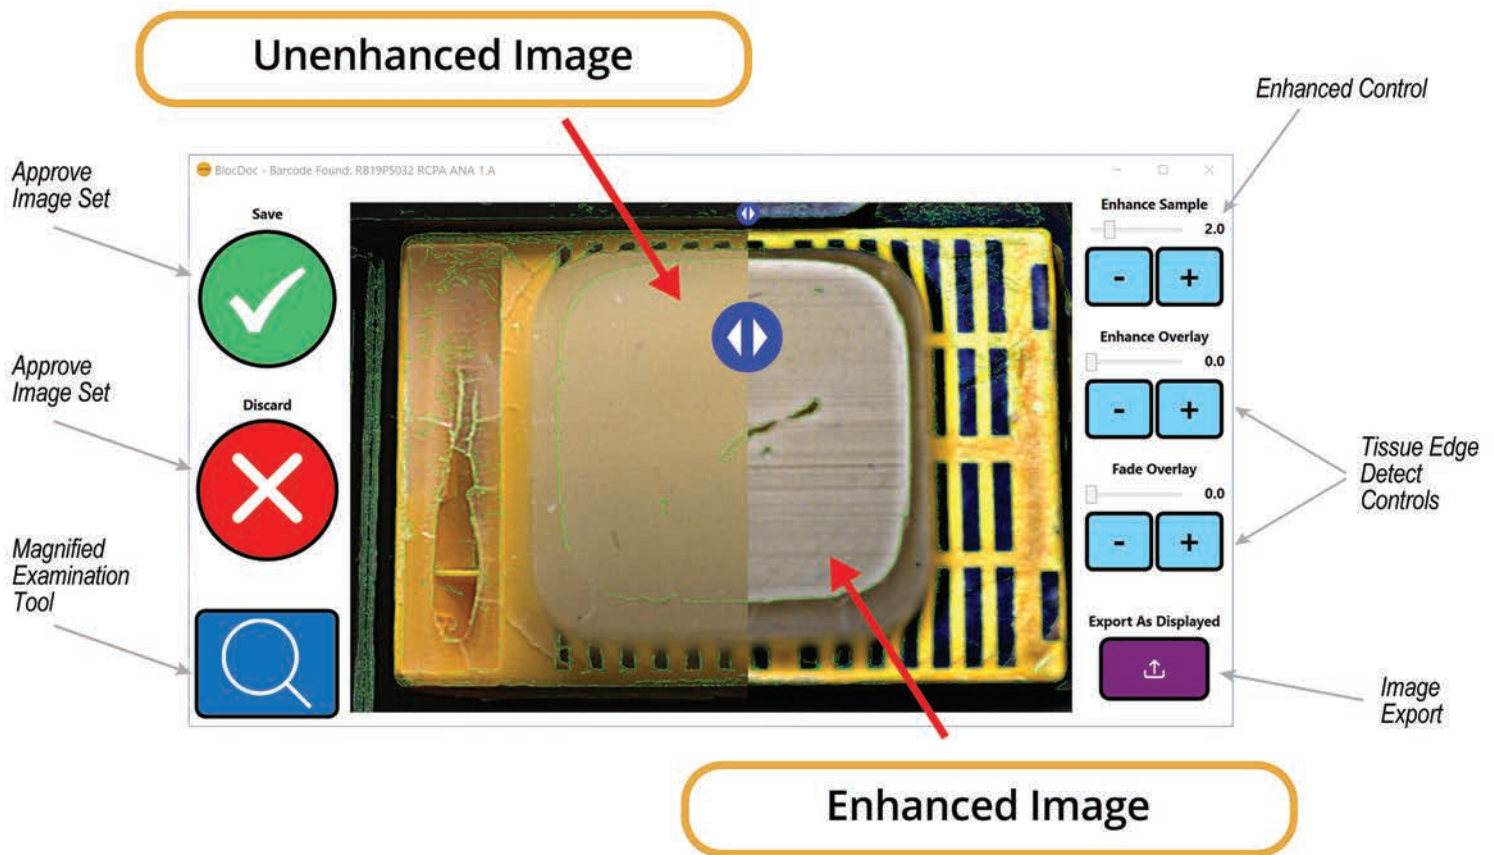 Unenhanced Image
Enhanced Control
Approve
Image Set
BlocDoc - Barcode Found: RB19P5032 RCPA ANA 1.A
Save
Enhance Sample
2.0
- +
Approve
Image Set
Discard
Enhance Overlay
0.0
- +
Tissue Edge
Detect
Controls
Fade Overlay
0.0
- +
Magnified
Examination
Tool
Export As Displayed
Image
Export
Enhanced Image